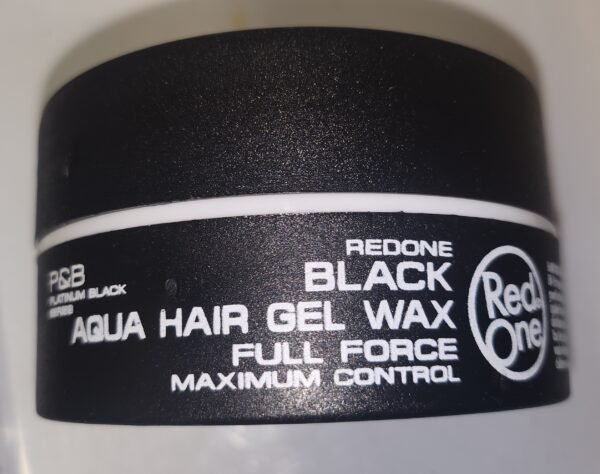 P&B
PLATINUM BLACK
SERIES
REDONE
BLACK
AQUA HAIR GEL WAX
FULL FORCE
MAXIMUM CONTROL
Red
One